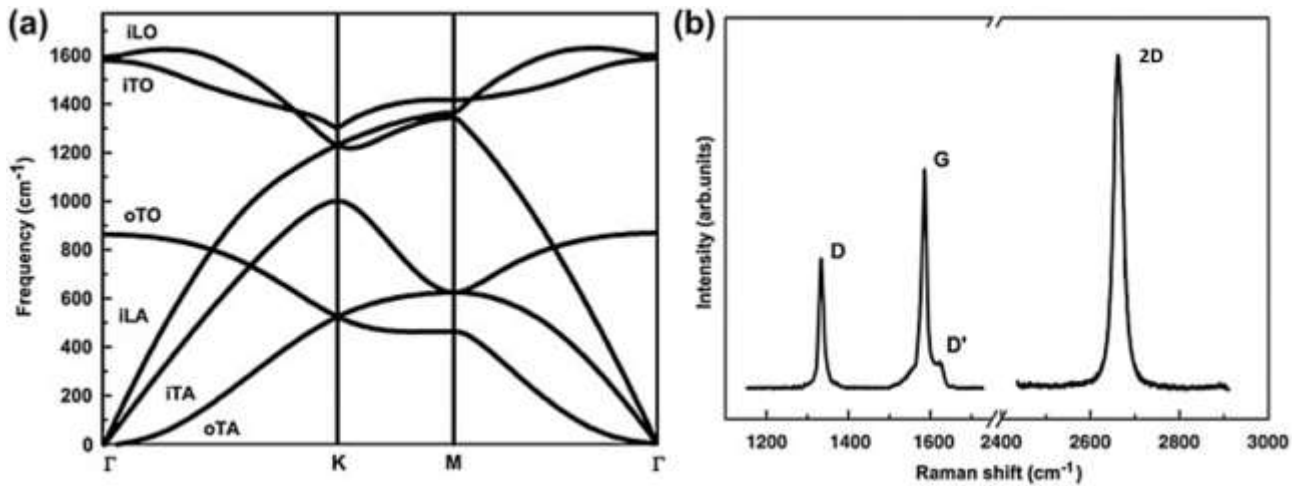 (a)
Frequency (cm⁻¹)
1600
1400
1200
1000
800
600
400
200
0
iLO
iTO
oTO
iLA
iTA
oTA
Γ K M Γ
(b)
Intensity (arb.units)
D
G
D'
2D
1200 1400 1600 2400 2600 2800 3000
Raman shift (cm⁻¹)